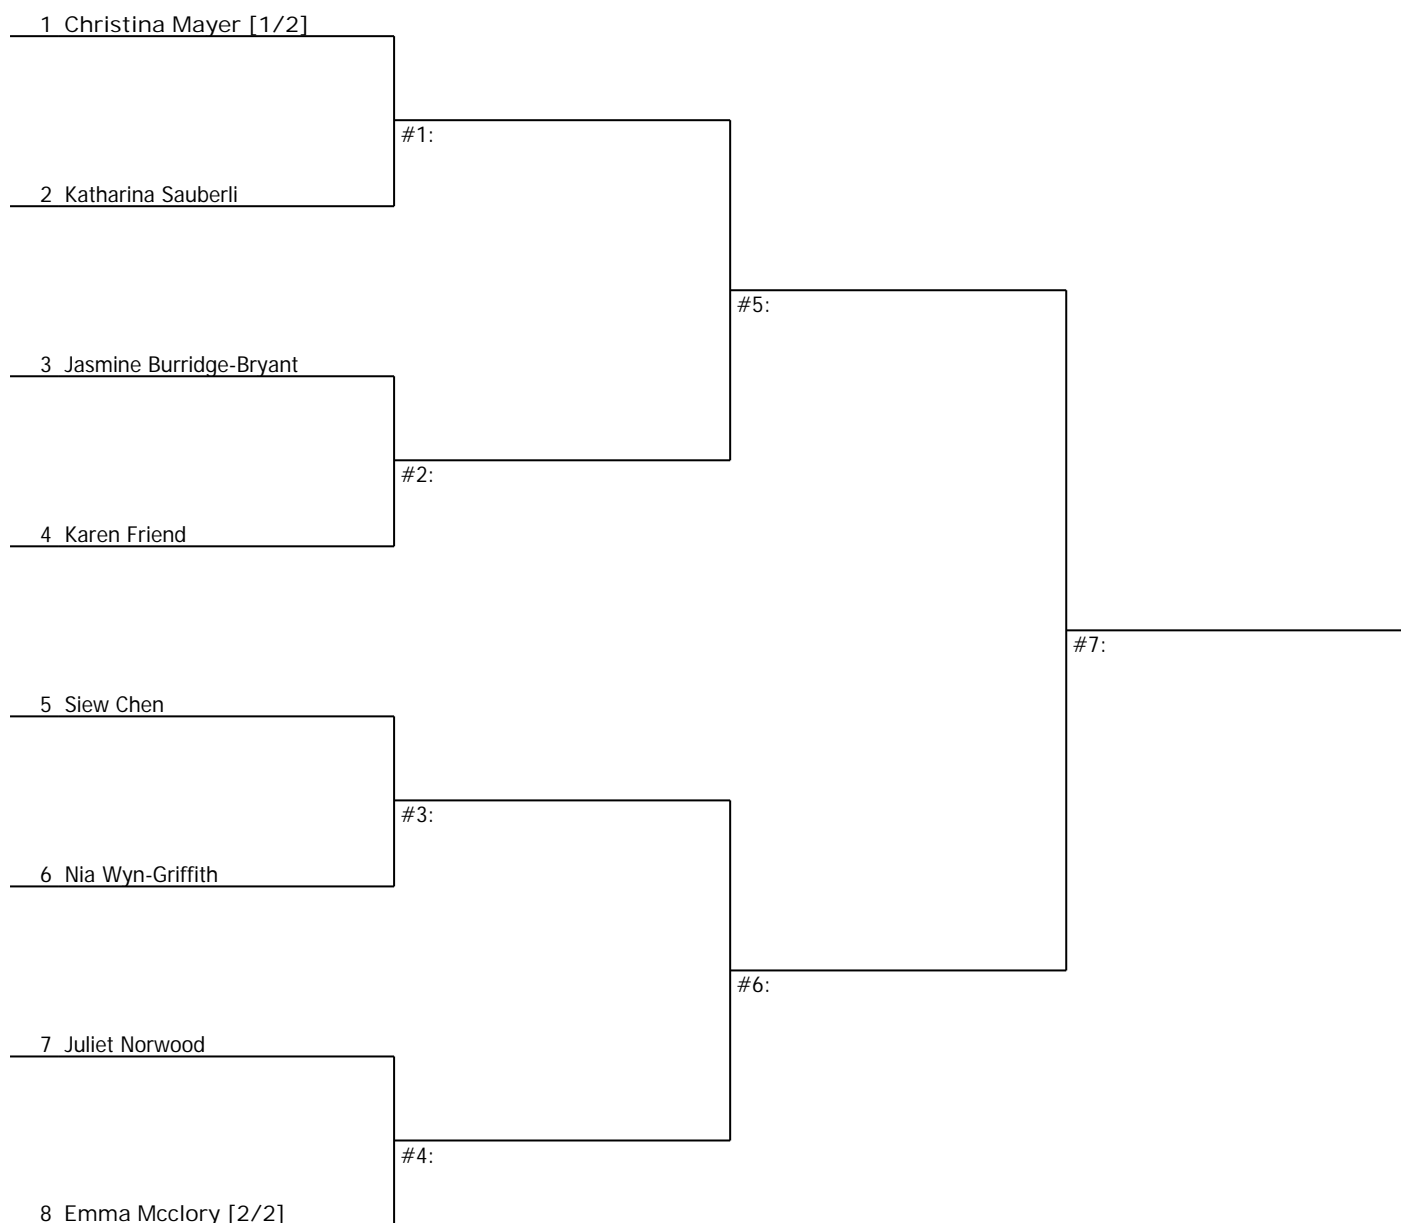 1 Christina Mayer [1/2]
#1:
2 Katharina Sauberli
#5:
3 Jasmine Burridge-Bryant
#2:
4 Karen Friend
#7:
5 Siew Chen
#3:
6 Nia Wyn-Griffith
#6:
7 Juliet Norwood
#4:
8 Emma Mcclory [2/2]